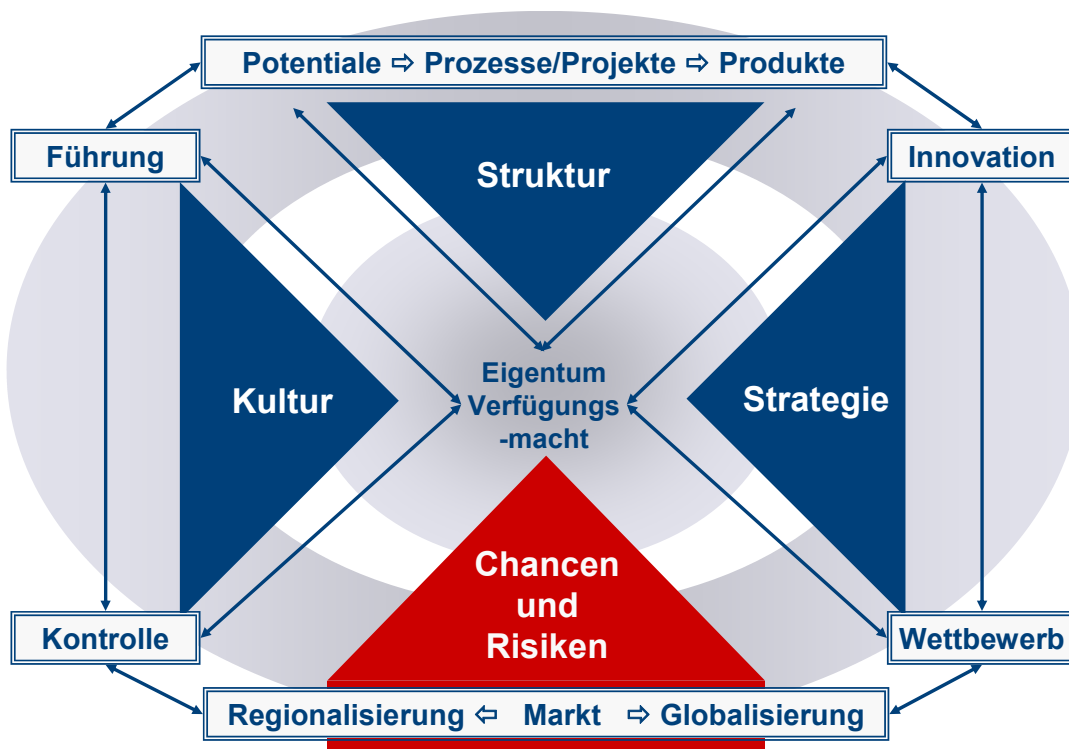 Potentiale ⇨ Prozesse/Projekte ⇨ Produkte
Führung
Innovation
Struktur
Kultur
Eigentum
Verfügungs
-macht
Strategie
Chancen
und
Risiken
Kontrolle
Wettbewerb
Regionalisierung ⇦ Markt ⇨ Globalisierung